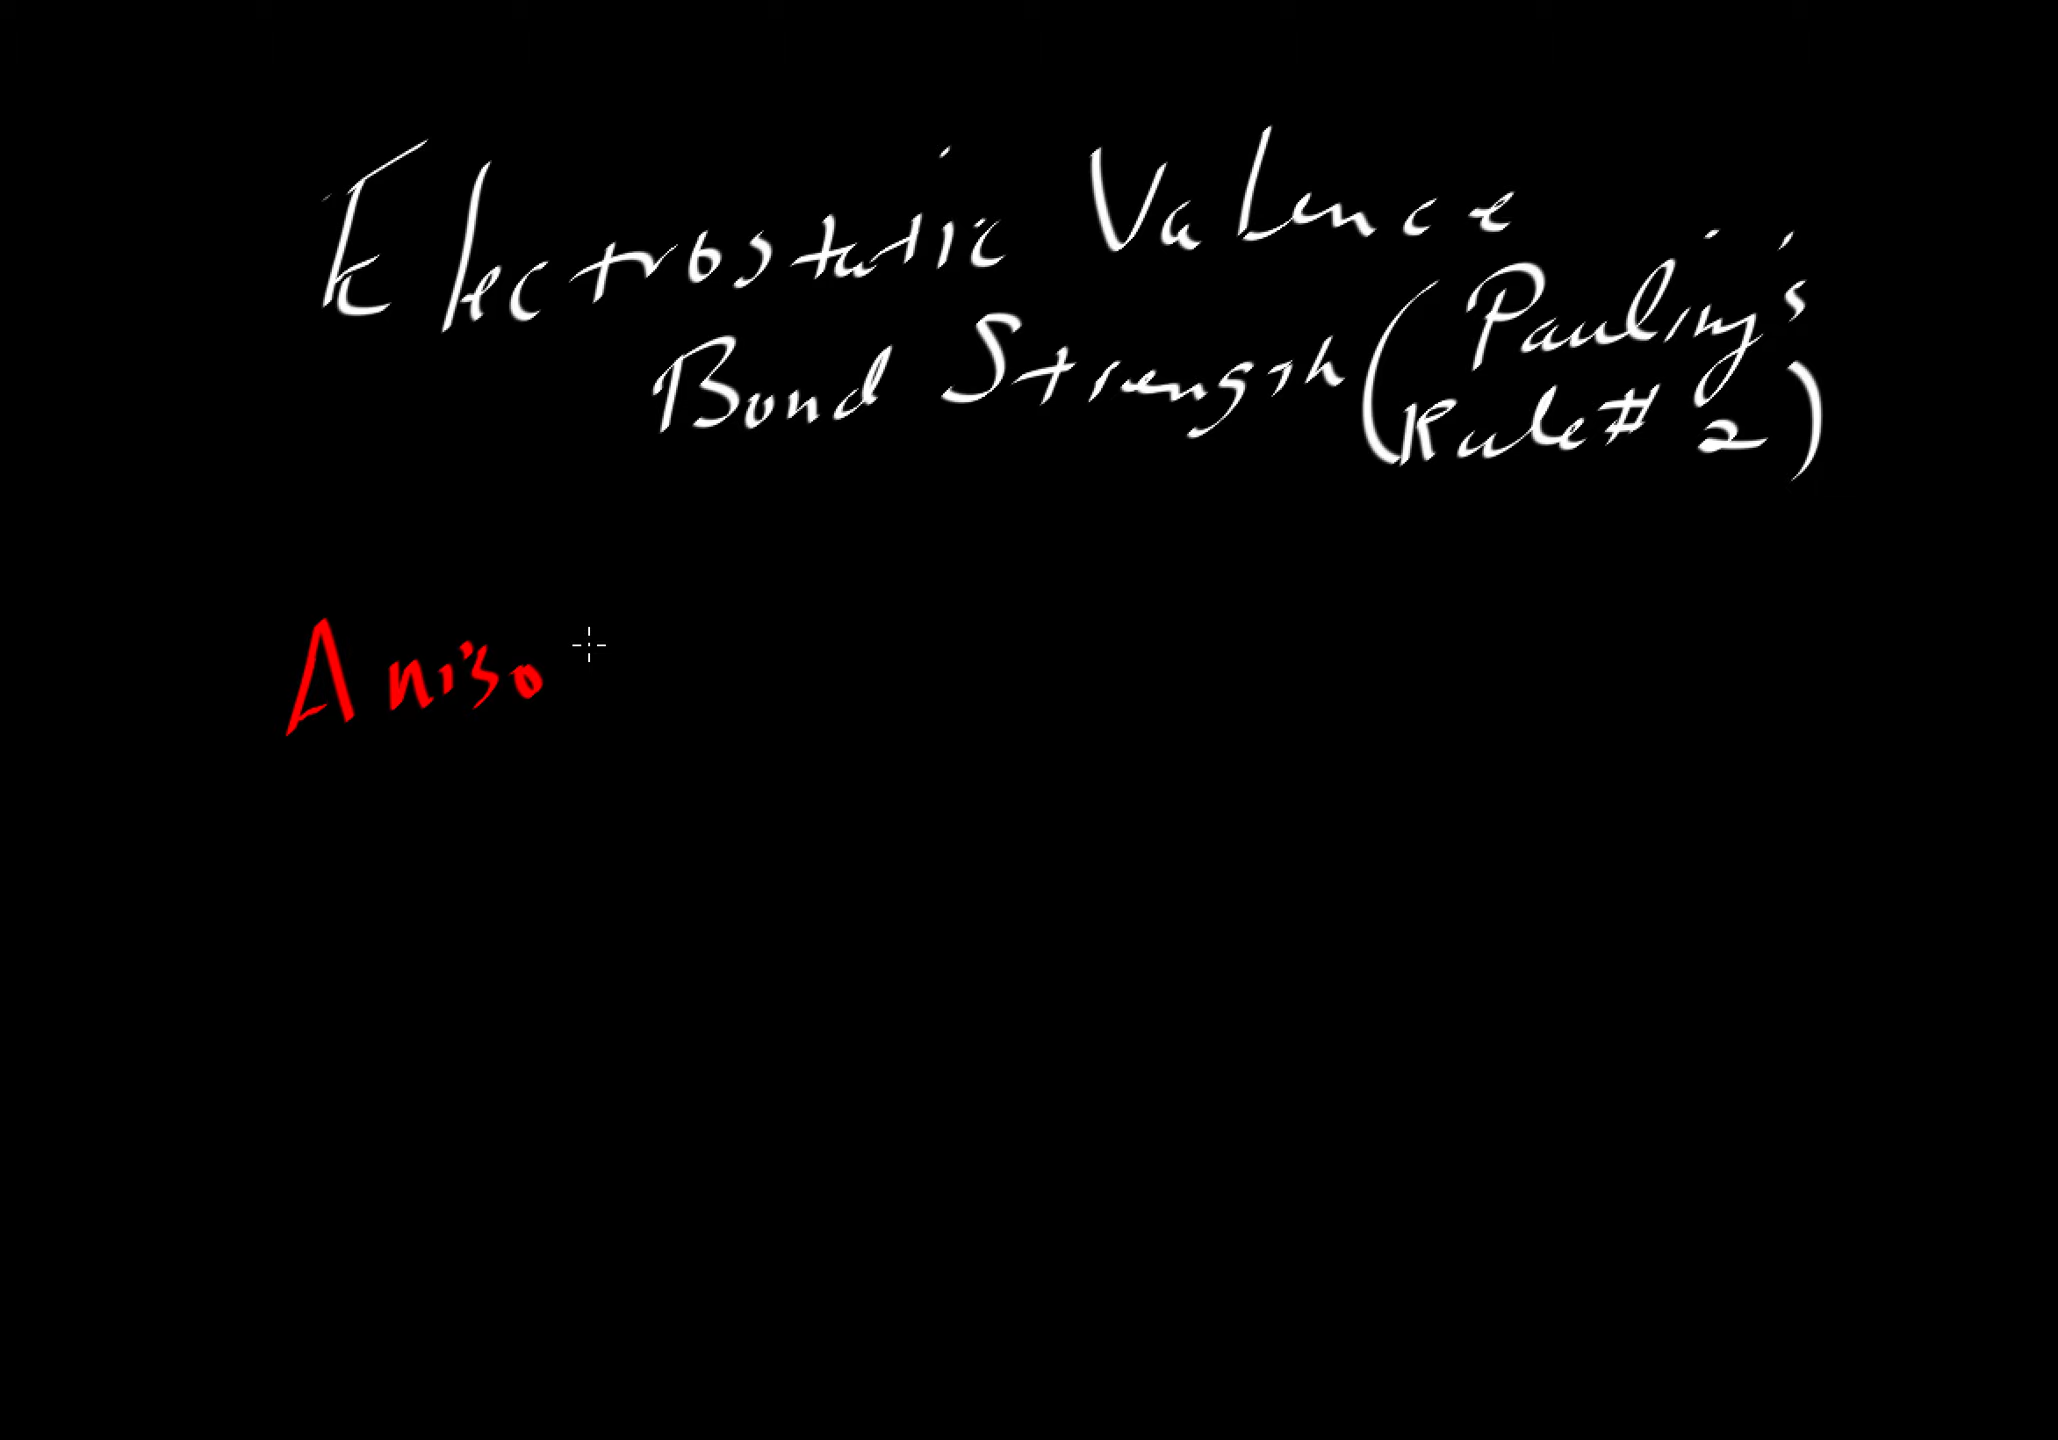 Electrostatic Valence
Bond Strength (Pauling's
Rule # 2)
Aniso